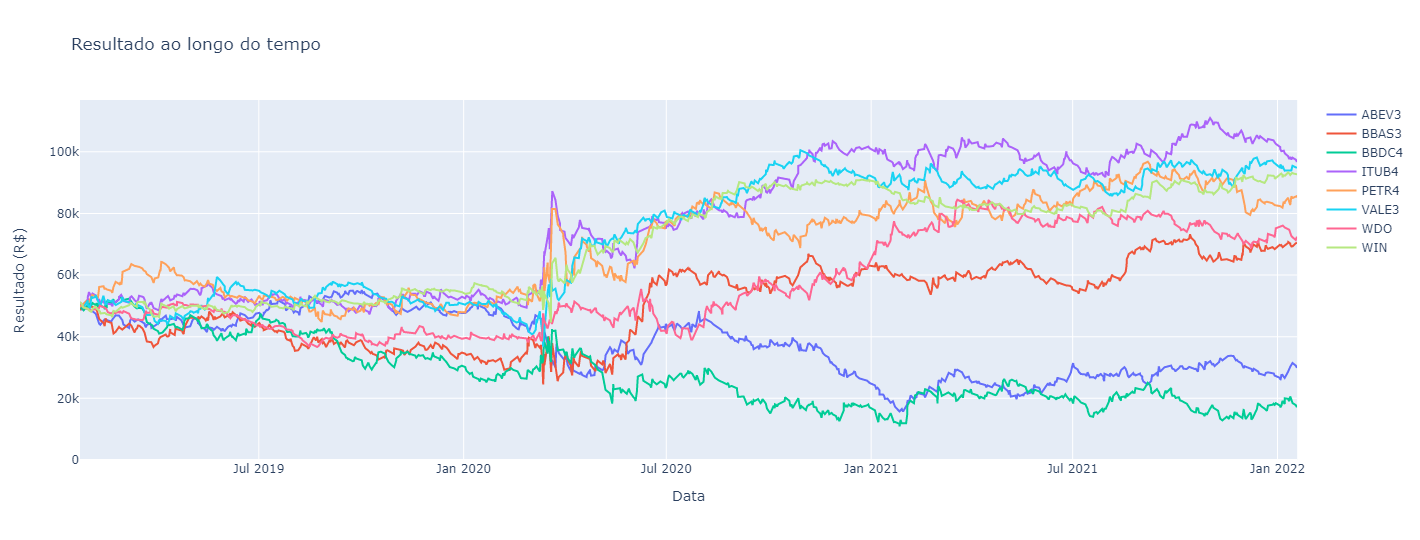 Resultado ao longo do tempo
Resultado (R$)
100k
80k
60k
40k
20k
0
Jul 2019
Jan 2020
Jul 2020
Jan 2021
Jul 2021
Jan 2022
Data
ABEV3
BBAS3
BBDC4
ITUB4
PETR4
VALE3
WDO
WIN